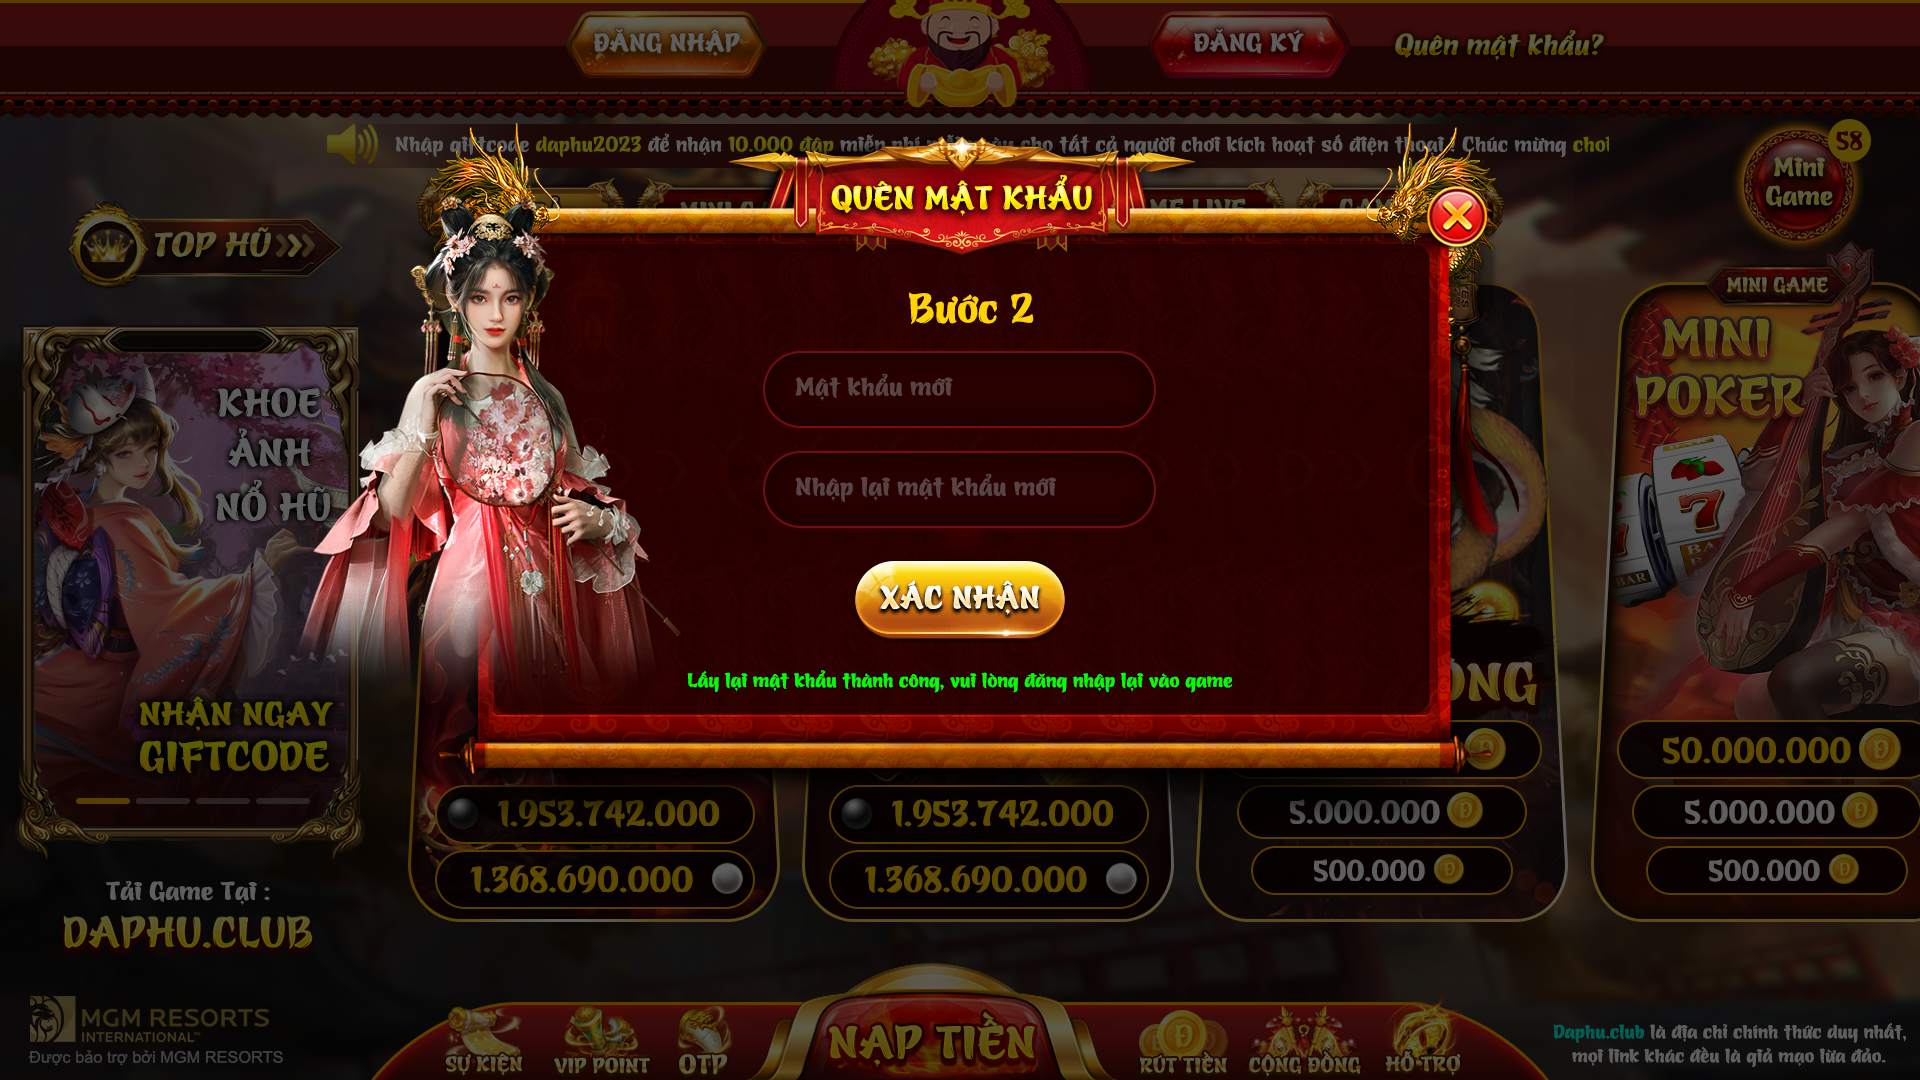 ĐĂNG NHẬP
ĐĂNG KÝ
Quên mật khẩu?
Nhập giftcode daphu2023 để nhận 10.000 đập miễn phí cho tất cả người chơi kích hoạt số điện thoại ! Chúc mừng chơi
58
Mini
Game
QUÊN MẬT KHẨU
TOP HŨ
Bước 2
MINI GAME
MINI
POKER
Mật khẩu mới
KHOE
ẢNH
NỔ HŨ
Nhập lại mật khẩu mới
BAR
XÁC NHẬN
Lấy lại mật khẩu thành công, vui lòng đăng nhập lại vào game
NHẬN NGAY
GIFTCODE
50.000.000
1.953.742.000
1.953.742.000
5.000.000
5.000.000
1.368.690.000
1.368.690.000
500.000
500.000
Tải Game Tại :
DAPHU.CLUB
MGM RESORTS
INTERNATIONAL™
Được bảo trợ bởi MGM RESORTS
SỰ KIỆN
VIP POINT
OTP
NẠP TIỀN
RÚT TIỀN
CỘNG ĐỒNG
HỖ TRỢ
Daphu.club là địa chỉ chính thức duy nhất,
mọi link khác đều là giả mạo lừa đảo.